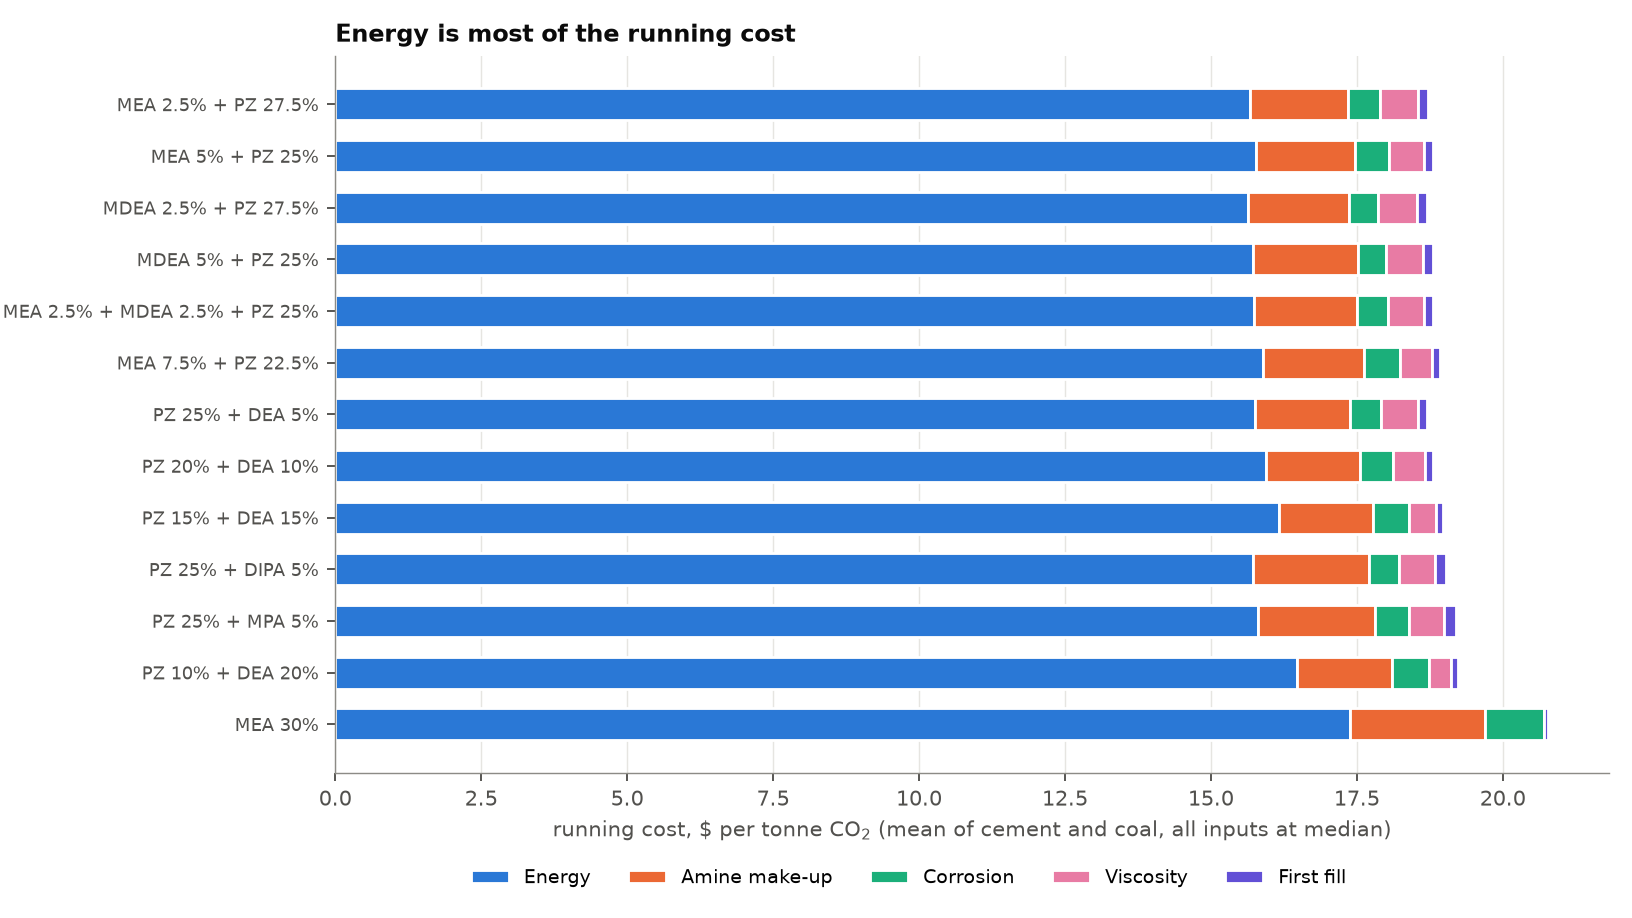 Energy is most of the running cost
MEA 2.5% + PZ 27.5%
MEA 5% + PZ 25%
MDEA 2.5% + PZ 27.5%
MDEA 5% + PZ 25%
MEA 2.5% + MDEA 2.5% + PZ 25%
MEA 7.5% + PZ 22.5%
PZ 25% + DEA 5%
PZ 20% + DEA 10%
PZ 15% + DEA 15%
PZ 25% + DIPA 5%
PZ 25% + MPA 5%
PZ 10% + DEA 20%
MEA 30%
0.0 2.5 5.0 7.5 10.0 12.5 15.0 17.5 20.0
running cost, $ per tonne CO₂ (mean of cement and coal, all inputs at median)
Energy Amine make-up Corrosion Viscosity First fill